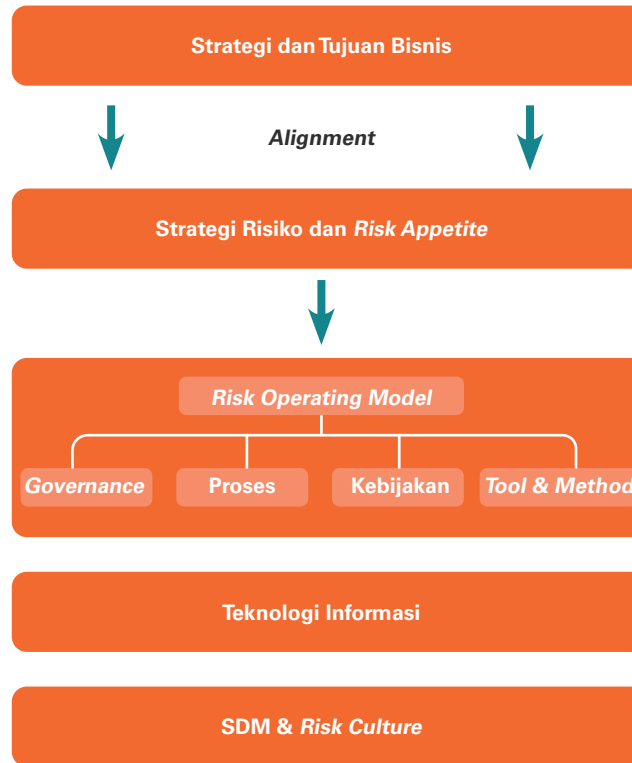 Strategi dan Tujuan Bisnis
Alignment
Strategi Risiko dan Risk Appetite
Risk Operating Model
Governance
Proses
Kebijakan
Tool & Method
Teknologi Informasi
SDM & Risk Culture